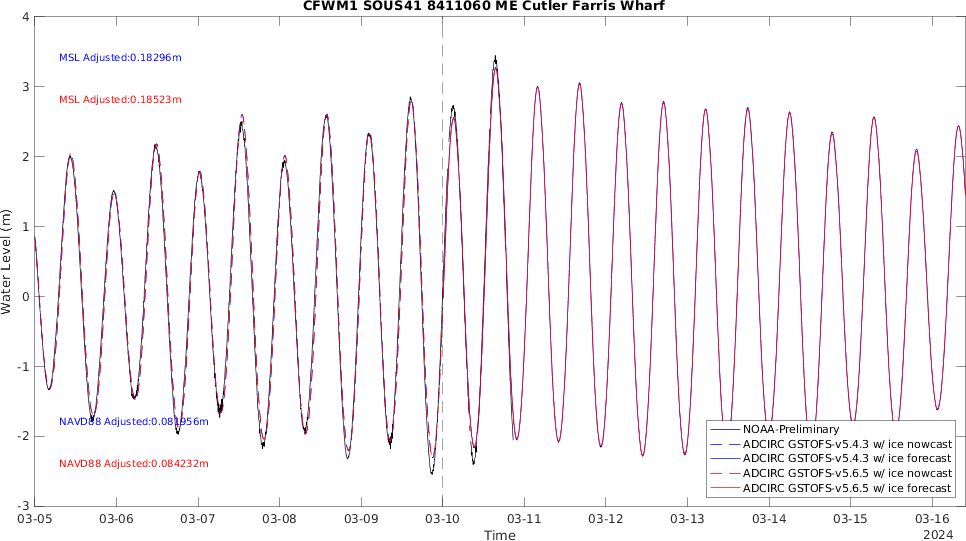 CFWM1 SOUS41 8411060 ME Cutler Farris Wharf
4
3
2
1
0
-1
-2
-3
Water Level (m)
MSL Adjusted:0.18296m
MSL Adjusted:0.18523m
NAVD88 Adjusted:0.081956m
NAVD88 Adjusted:0.084232m
NOAA-Preliminary
ADCIRC GSTOFS-v5.4.3 w/ ice nowcast
ADCIRC GSTOFS-v5.4.3 w/ ice forecast
ADCIRC GSTOFS-v5.6.5 w/ ice nowcast
ADCIRC GSTOFS-v5.6.5 w/ ice forecast
03-05 03-06 03-07 03-08 03-09 03-10 03-11 03-12 03-13 03-14 03-15 03-16
Time
2024